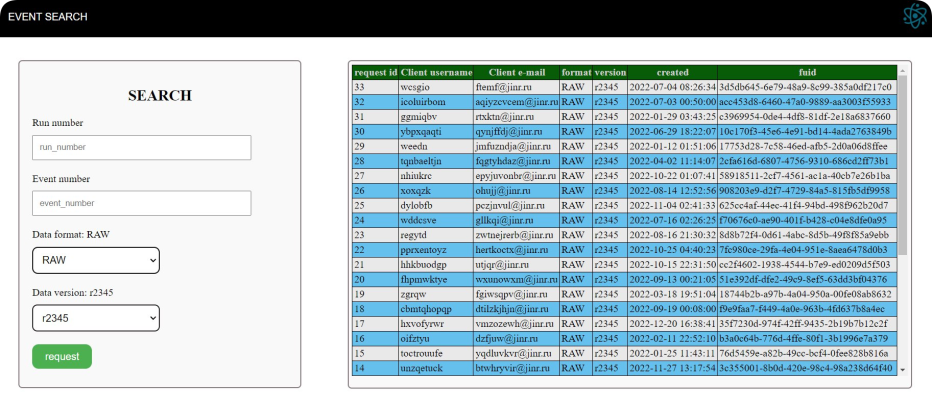 EVENT SEARCH
SEARCH
Run number
run_number
Event number
event_number
Data format: RAW
RAW
Data version: r2345
r2345
request
request id Client username Client e-mail format version created fuid
33 wcsgio ftemf@jinr.ru RAW r2345 2022-07-04 08:26:34 3d5db645-6e79-48a9-8c99-385a0df217c0
32 icoluirbom aqiyzcvcem@jinr.ru RAW r2345 2022-07-03 00:50:00 acc453d8-6460-47a0-9889-aa3003f55933
31 ggmiqbv rtxktn@jinr.ru RAW r2345 2022-01-29 03:43:25 c3969954-0de4-4df8-81df-2e18a6837660
30 ybpxqaqti qynjffdj@jinr.ru RAW r2345 2022-06-29 18:22:07 10c170f3-45e6-4e91-bd14-4ada2763849b
29 weedn jmfuzndja@jinr.ru RAW r2345 2022-01-12 01:51:06 17753d28-7c58-46ed-afb5-2d0a06d8ffee
28 tqnbaeltjn fqgtyhdaz@jinr.ru RAW r2345 2022-04-02 11:14:07 2cfa616d-6807-4756-9310-686cd2ff73b1
27 nhiukrc epyjuvonbr@jinr.ru RAW r2345 2022-10-22 01:07:41 58918511-2cf7-4561-ac1a-40cb7e26b1ba
26 xoxqzk ohujj@jinr.ru RAW r2345 2022-08-14 12:52:56 908203e9-d2f7-4729-84a5-815fb5df9958
25 dylobfb pczjnvul@jinr.ru RAW r2345 2022-11-04 02:41:33 625cc4af-44ec-41f4-94bd-498f962b20d7
24 wddcsve gllkqi@jinr.ru RAW r2345 2022-07-16 02:26:25 f70676c0-ae90-401f-b428-c04e8dfe0a95
23 regytd zwtnejrerb@jinr.ru RAW r2345 2022-08-16 21:30:32 8d8b72f4-0d61-4abc-8d5b-49f8f85a9ebb
22 pprxentoyz hertkoctx@jinr.ru RAW r2345 2022-10-25 04:40:23 7fc980ce-29fa-4e04-951e-8aea6478d0b3
21 hhkbuodgp utjqr@jinr.ru RAW r2345 2022-10-15 22:31:50 cc2f4602-1938-4544-b7e9-ed0209d5f503
20 fhpmwktye wxunowxm@jinr.ru RAW r2345 2022-09-13 00:21:05 51e392df-dfe2-49c9-8ef5-63dd3bf04376
19 zgrqw fgiwsqpv@jinr.ru RAW r2345 2022-03-18 19:51:04 18744b2b-a97b-4a04-950a-00fe08ab8632
18 cbmtqhopqp dtilzkjhjn@jinr.ru RAW r2345 2022-09-19 00:08:00 f9e9faa7-f449-4a0e-963b-4fd637b8a4ec
17 hxvofyrwr vmzozewh@jinr.ru RAW r2345 2022-12-20 16:38:41 35f7230d-974f-42ff-9435-2b19b7b12c2f
16 oifztyu dzfjuw@jinr.ru RAW r2345 2022-02-11 22:52:10 b3a0c64b-776d-4ffe-80f1-3b1996e7a379
15 toctrouufe yqdluvkvr@jinr.ru RAW r2345 2022-01-25 11:43:11 76d5459e-a82b-49cc-bcf4-0fee828b816a
14 unzqetuck btwhryvir@jinr.ru RAW r2345 2022-11-27 13:17:54 3c355001-8b0d-420e-98c4-98a238d64f40